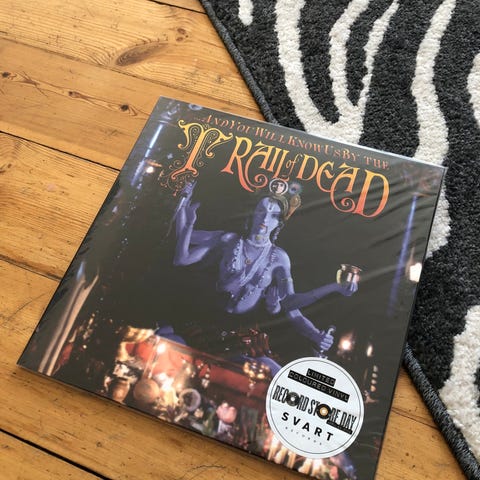 ...AND YOU WILL KNOW US BY THE
TRAIL of DEAD
LIMITED
COLOURED VINYL
RECORD STORE DAY
SVART
RECORDS